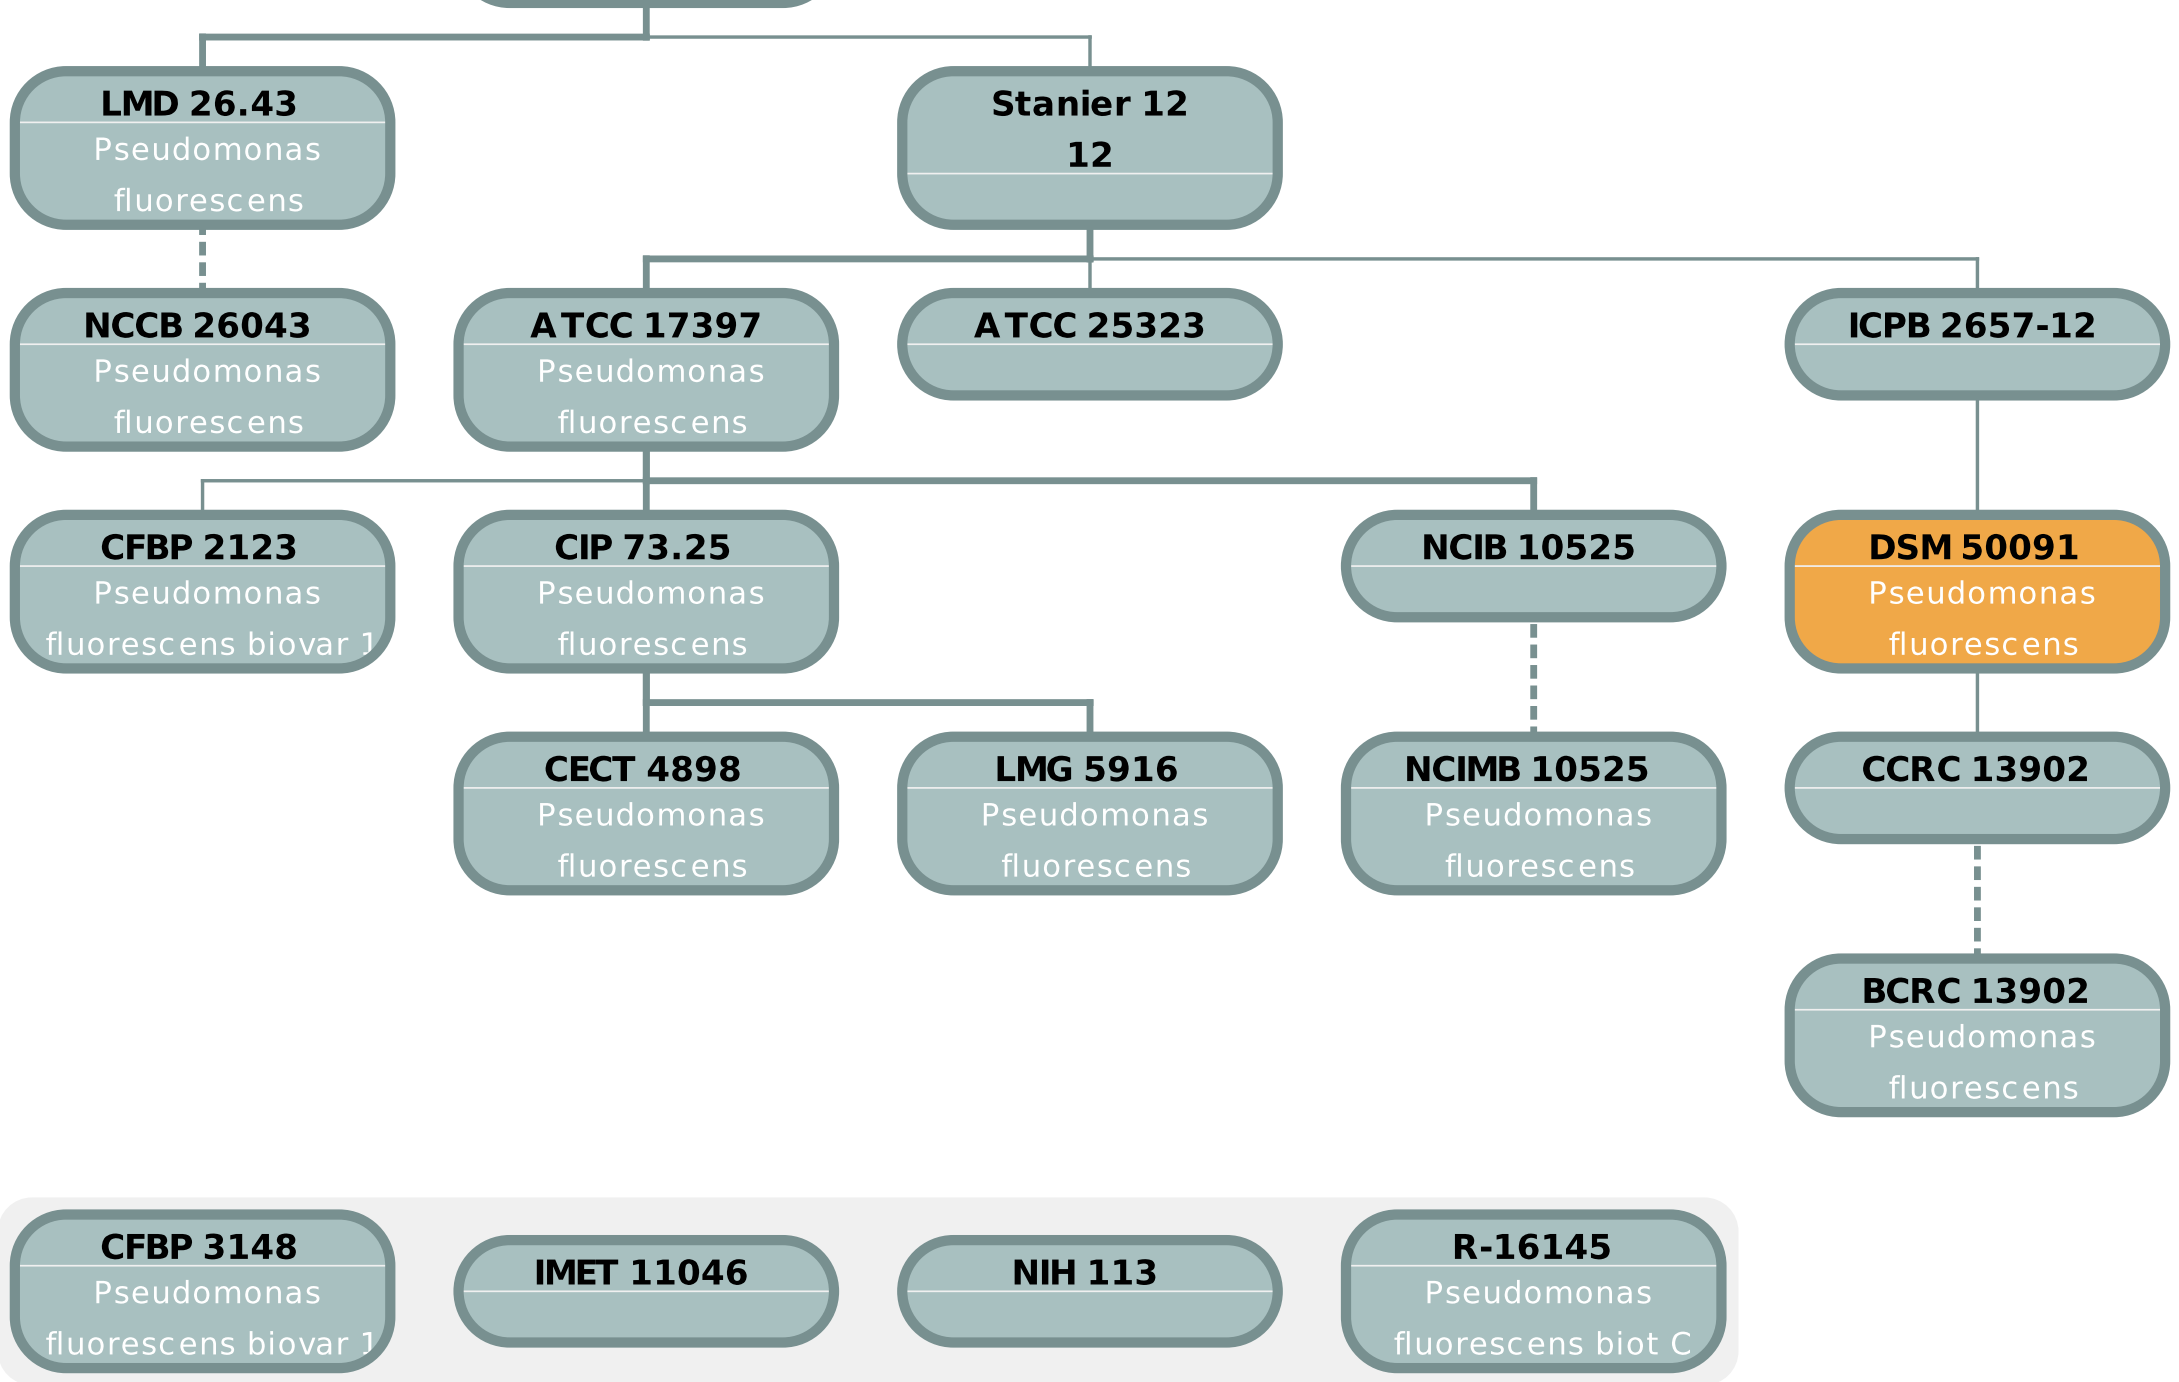 LMD 26.43
Pseudomonas
fluorescens
Stanier 12
12
NCCB 26043
Pseudomonas
fluorescens
ATCC 17397
Pseudomonas
fluorescens
ATCC 25323
ICPB 2657-12
CFBP 2123
Pseudomonas
fluorescens biovar 1
CIP 73.25
Pseudomonas
fluorescens
NCIB 10525
DSM 50091
Pseudomonas
fluorescens
CECT 4898
Pseudomonas
fluorescens
LMG 5916
Pseudomonas
fluorescens
NCIMB 10525
Pseudomonas
fluorescens
CCRC 13902
BCRC 13902
Pseudomonas
fluorescens
CFBP 3148
Pseudomonas
fluorescens biovar 1
IMET 11046
NIH 113
R-16145
Pseudomonas
fluorescens biot C